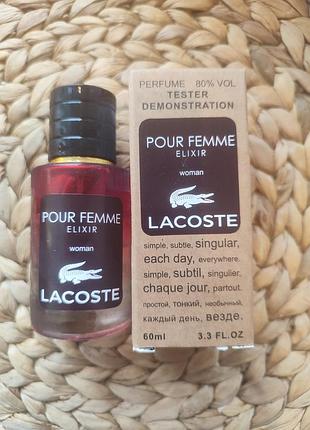 POUR FEMME
ELIXIR
woman
LACOSTE
PERFUME 80% VOL
TESTER
DEMONSTRATION
POUR FEMME
ELIXIR
woman
LACOSTE
simple, subtle, singular,
each day, everywhere.
simple, subtil, singulier,
chaque jour, partout.
простой, тонкий, необычный,
каждый день, везде.
60ml 3.3 FL.OZ